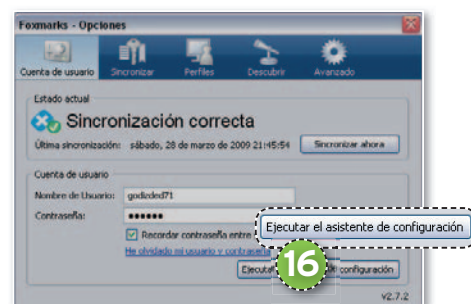 Foxmarks - Opciones
Cuenta de usuario Sincronizar Perfiles Descubrir Avanzado
Estado actual
Sincronización correcta
Última sincronización: sábado, 28 de marzo de 2009 21:45:54 Sincronizar ahora
Cuenta de usuario
Nombre de Usuario: godizded71
Contraseña: ●●●●●●
Recordar contraseña entre
Ejecutar el asistente de configuración
He olvidado mi usuario y contraseña
16
configuración
v2.7.2